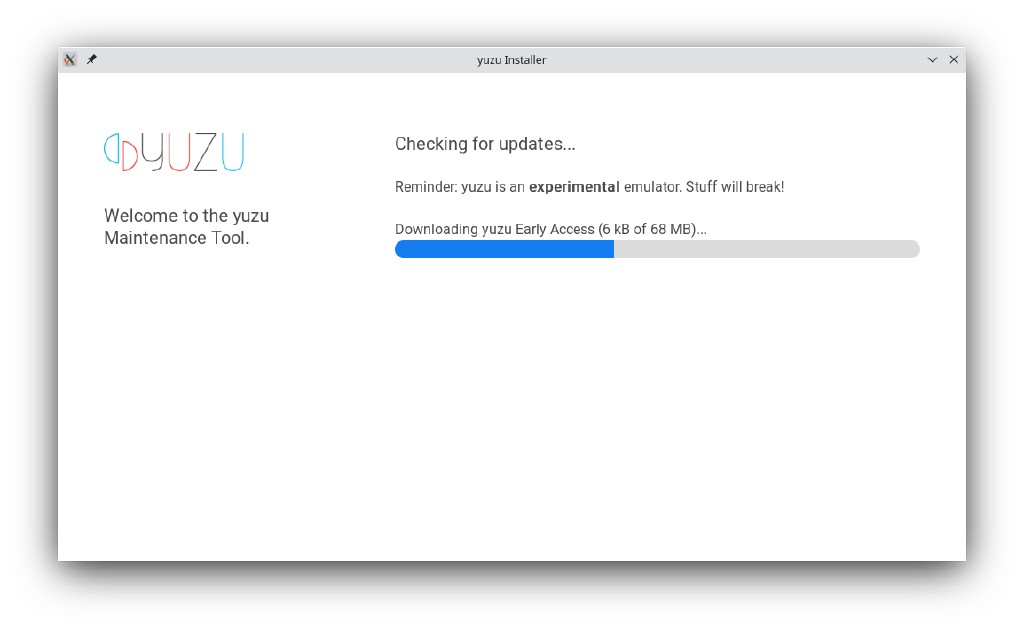 yuzu Installer
YUZU
Welcome to the yuzu
Maintenance Tool.
Checking for updates...
Reminder: yuzu is an experimental emulator. Stuff will break!
Downloading yuzu Early Access (6 kB of 68 MB)...